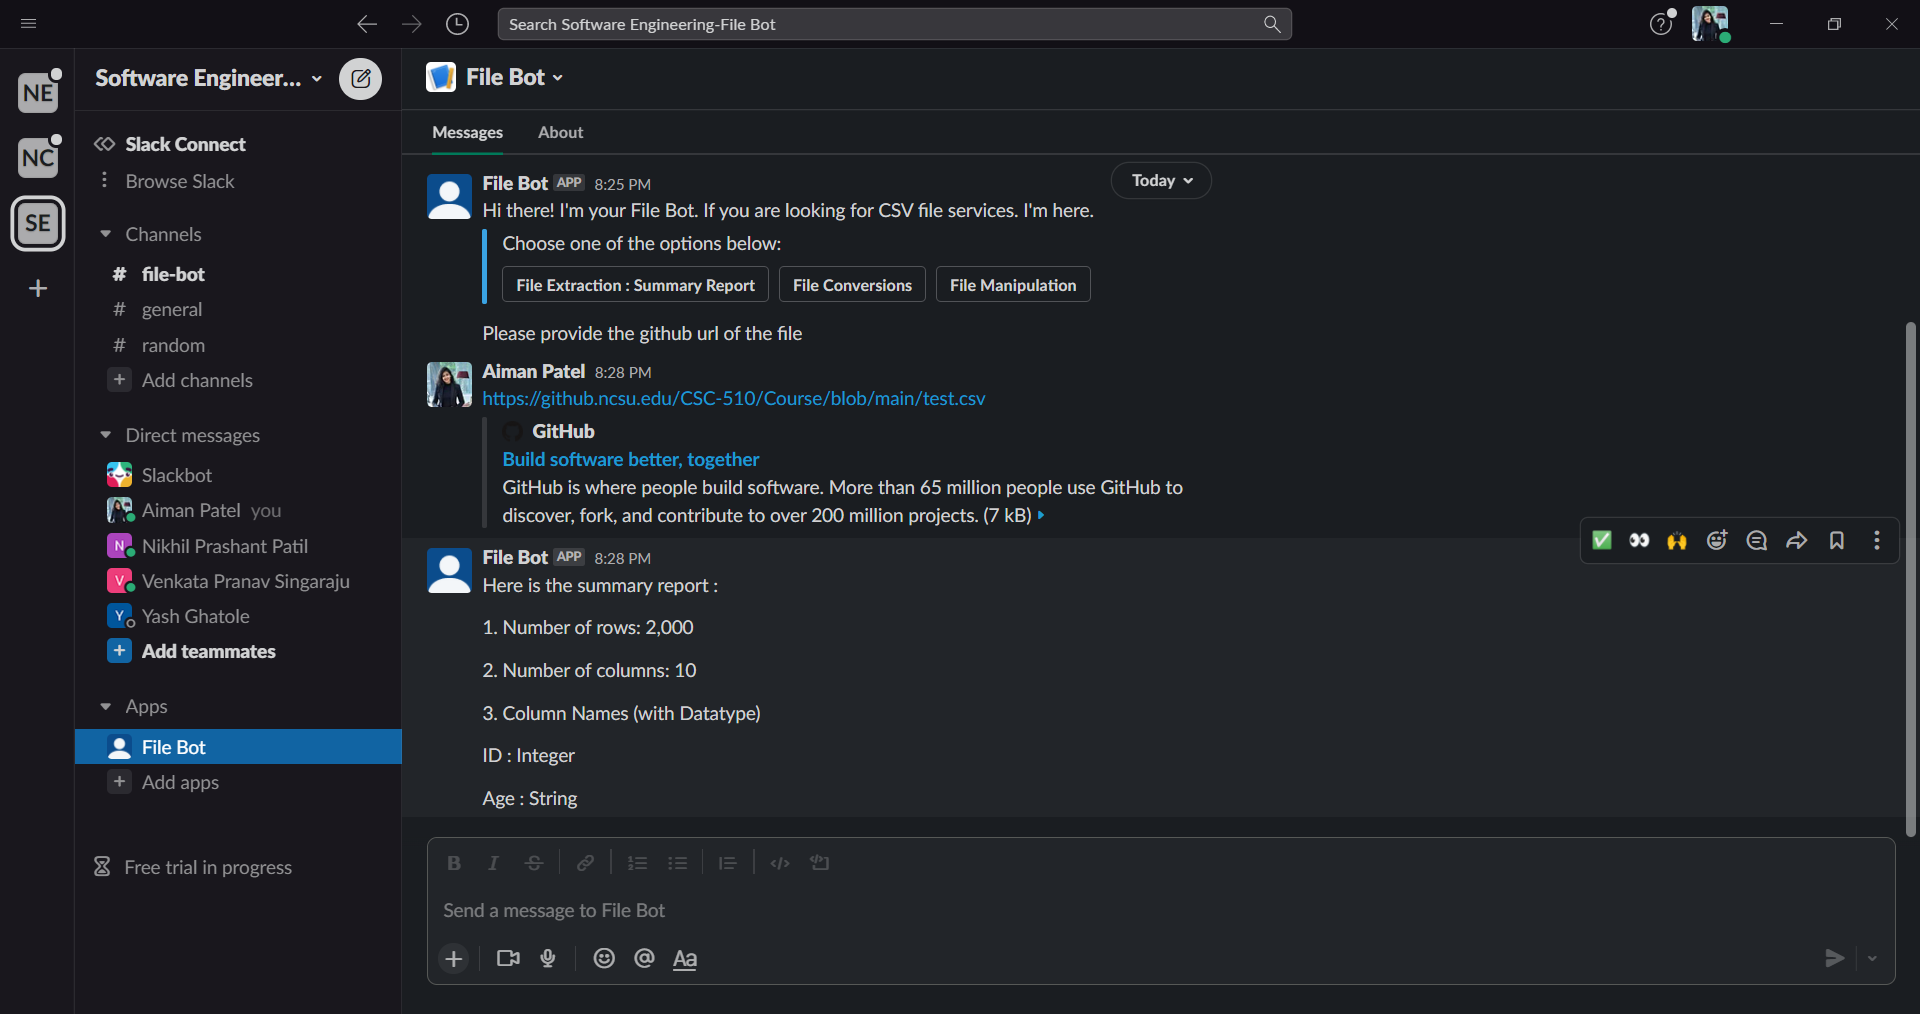 Search Software Engineering-File Bot
NE
NC
SE
Software Engineer...
Slack Connect
Browse Slack
Channels
# file-bot
# general
# random
+ Add channels
Direct messages
Slackbot
Aiman Patel you
N Nikhil Prashant Patil
V Venkata Pranav Singaraju
Y Yash Ghatole
+ Add teammates
Apps
File Bot
+ Add apps
Free trial in progress
File Bot
Messages About
Today
File Bot APP 8:25 PM
Hi there! I'm your File Bot. If you are looking for CSV file services. I'm here.
Choose one of the options below:
File Extraction : Summary Report File Conversions File Manipulation
Please provide the github url of the file
Aiman Patel 8:28 PM
https://github.ncsu.edu/CSC-510/Course/blob/main/test.csv
GitHub
Build software better, together
GitHub is where people build software. More than 65 million people use GitHub to
discover, fork, and contribute to over 200 million projects. (7 kB)
File Bot APP 8:28 PM
Here is the summary report :
1. Number of rows: 2,000
2. Number of columns: 10
3. Column Names (with Datatype)
ID : Integer
Age : String
B I S
Send a message to File Bot
+ @ Aa